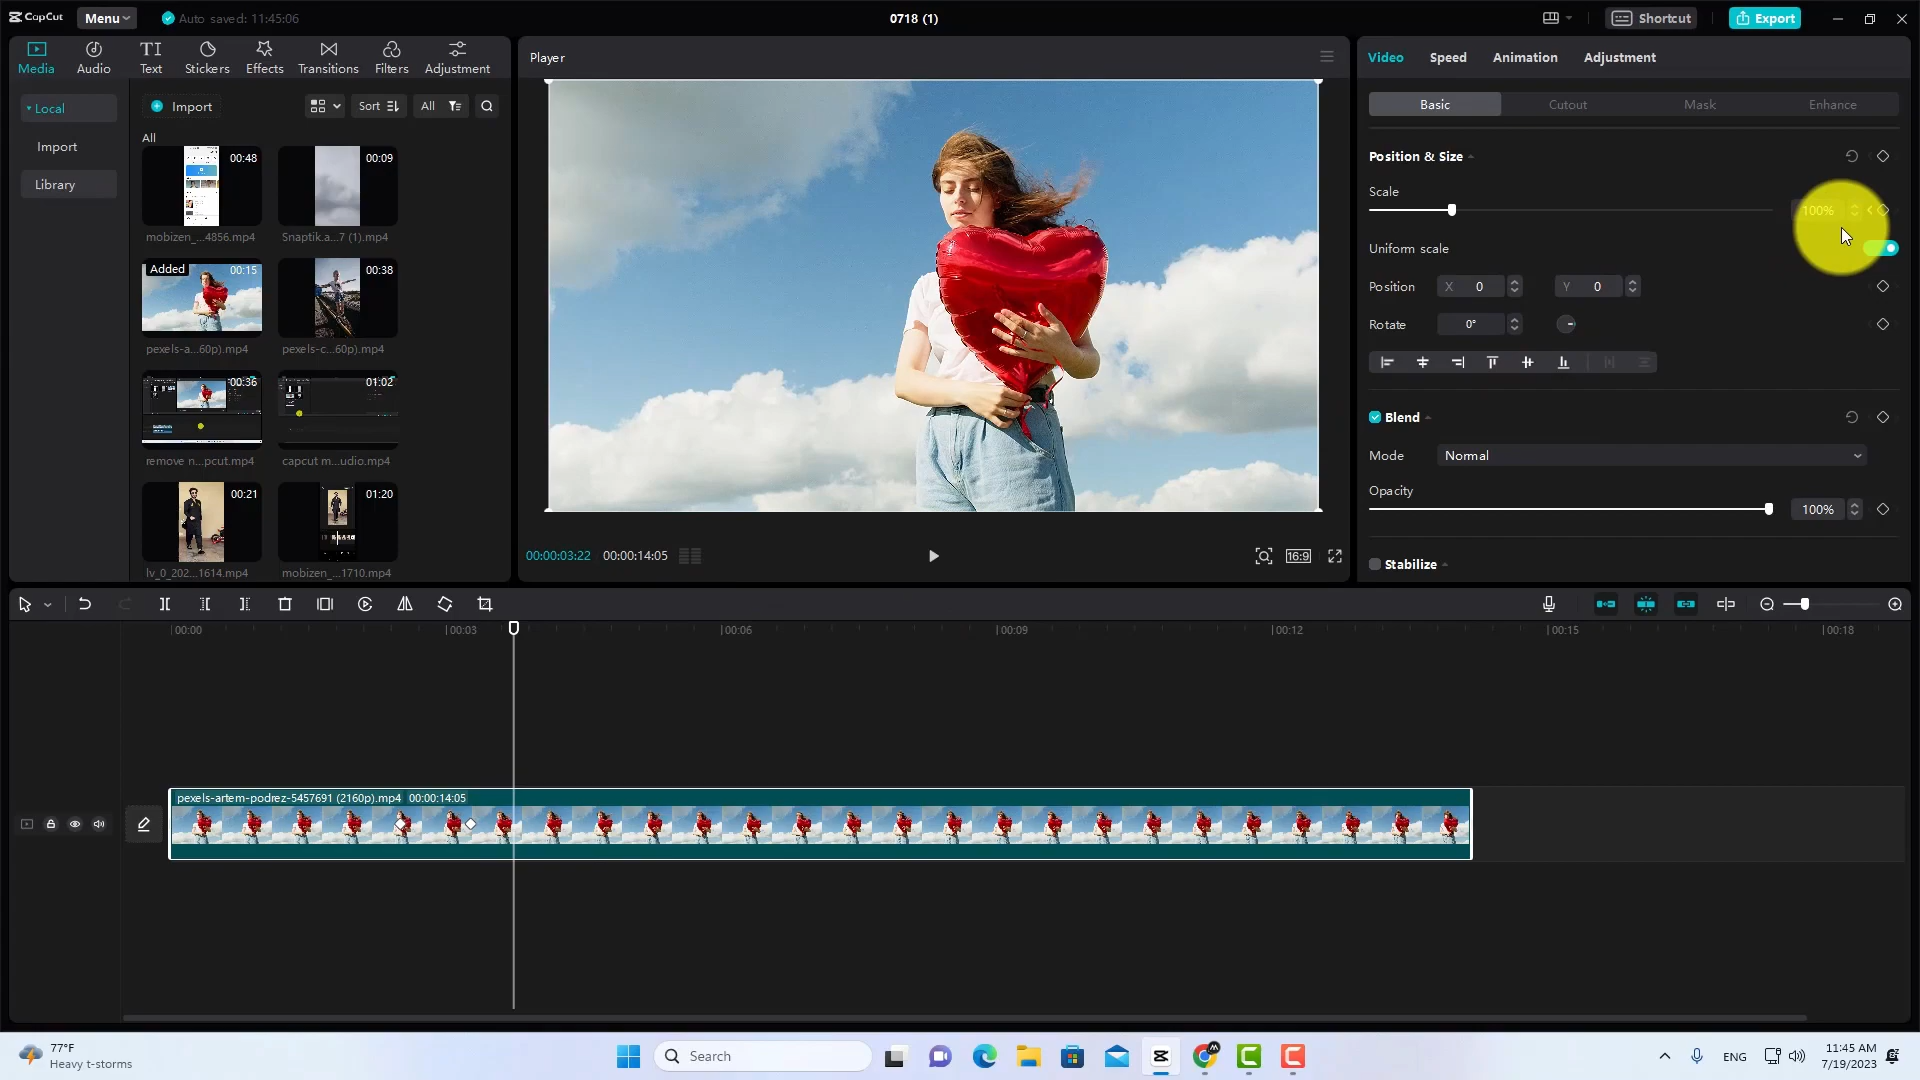 CapCut Menu Auto saved: 11:45:06 0718 (1) Shortcut Export
Media Audio Text Stickers Effects Transitions Filters Adjustment
Local
Import
Library
Import Sort All
All
00:48 00:09
mobizen_...4856.mp4 Snaptik.a...7 (1).mp4
Added 00:15 00:38
pexels-a...60p).mp4 pexels-c...60p).mp4
00:36 01:02
remove n...pcut.mp4 capcut m...udio.mp4
00:21 01:20
lv_0_202...1614.mp4 mobizen_...1710.mp4
Player
00:00:03:22 00:00:14:05 16:9
Video Speed Animation Adjustment
Basic Cutout Mask Enhance
Position & Size
Scale
100%
Uniform scale
Position X 0 Y 0
Rotate 0°
Blend
Mode Normal
Opacity
100%
Stabilize
00:00 00:03 00:06 00:09 00:12 00:15 00:18
pexels-artem-podrez-5457691 (2160p).mp4 00:00:14:05
77°F
Heavy t-storms
Search
ENG
11:45 AM
7/19/2023